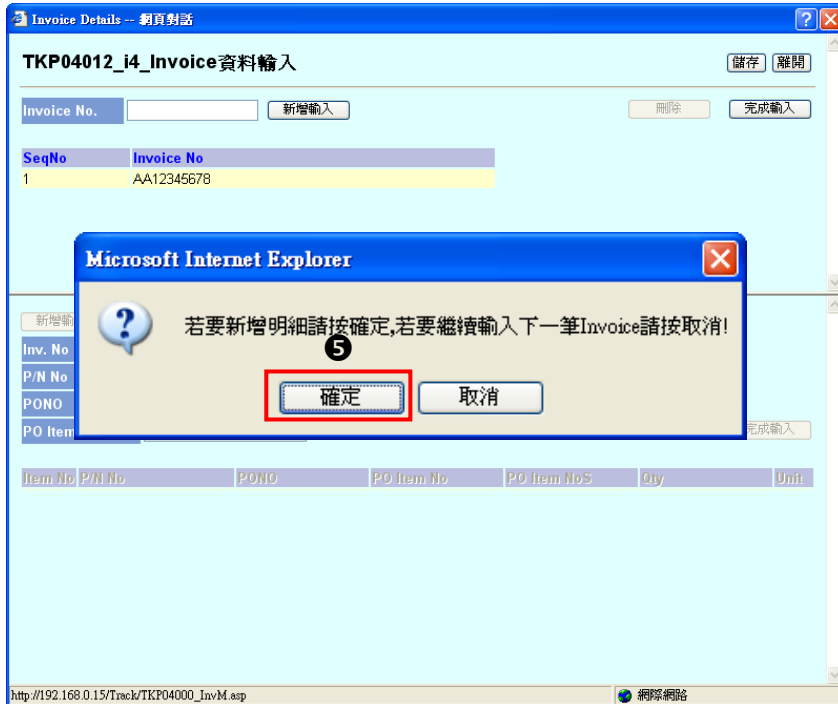 Invoice Details -- 網頁對話
TKP04012_i4_Invoice資料輸入
儲存 離開
Invoice No. 新增輸入 刪除 完成輸入
SeqNo Invoice No
1 AA12345678
Microsoft Internet Explorer
若要新增明細請按確定,若要繼續輸入下一筆Invoice請按取消!
❺
確定 取消
新增輸
Inv. No
P/N No
PONO
PO Item 完成輸入
Item No P/N No PONO PO Item No PO Item NoS Qty Unit
http://192.168.0.15/Track/TKP04000_InvM.asp 網際網路